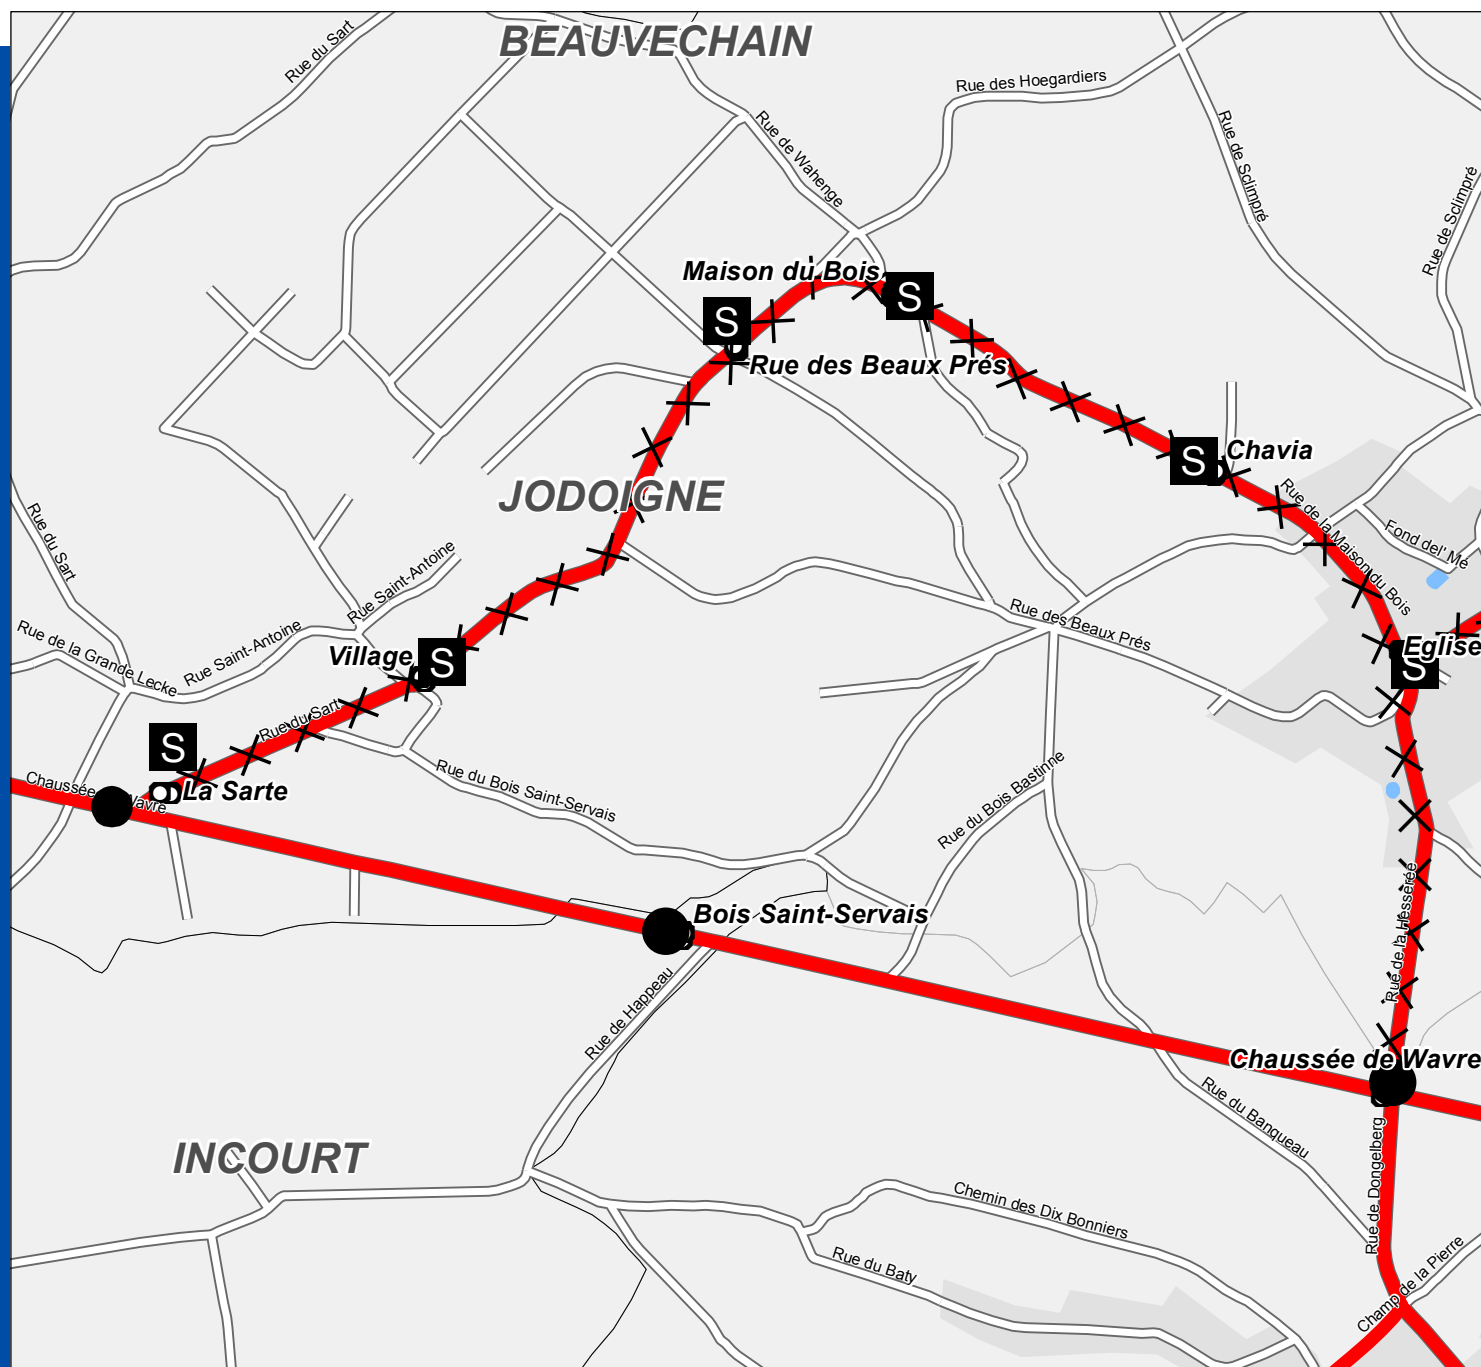 BEAUVECHAIN
Rue du Sart
Rue des Hoegardiers
Rue de Wahenge
Rue de Sclimpré
Rue de Sclimpré
Maison du Bois
S
S
Rue des Beaux Prés
S
Chavia
JODOIGNE
Rue de la Maison du Bois
Fond del' Mé
Rue du Sart
Rue Saint-Antoine
Rue Saint-Antoine
Rue de la Grande Lecke
Rue des Beaux Prés
Village
S
Eglise
S
Rue du Sart
S
La Sarte
Chaussée
Wavre
Rue du Bois Saint-Servais
Rue du Bois Bastinne
Rue de la Hesserée
Bois Saint-Servais
Rue de Happeau
Chaussée de Wavre
Rue du Banqueau
INCOURT
Rue de Dongelberg
Chemin des Dix Bonniers
Rue du Baty
Champ de la Pierre